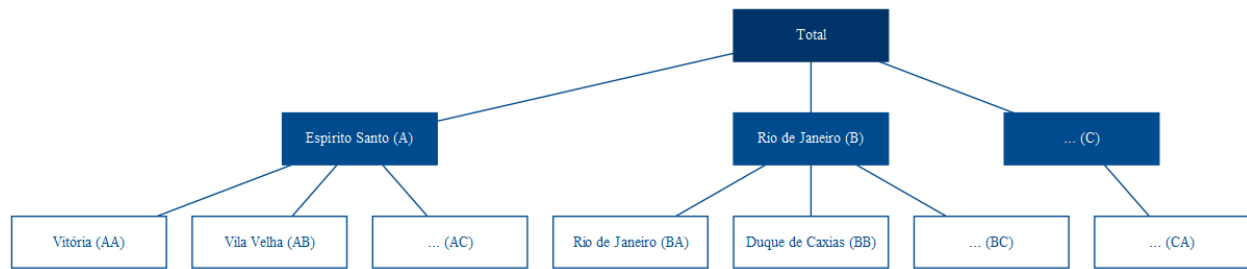 Total
Espírito Santo (A)
Rio de Janeiro (B)
... (C)
Vitória (AA)
Vila Velha (AB)
... (AC)
Rio de Janeiro (BA)
Duque de Caxias (BB)
... (BC)
... (CA)